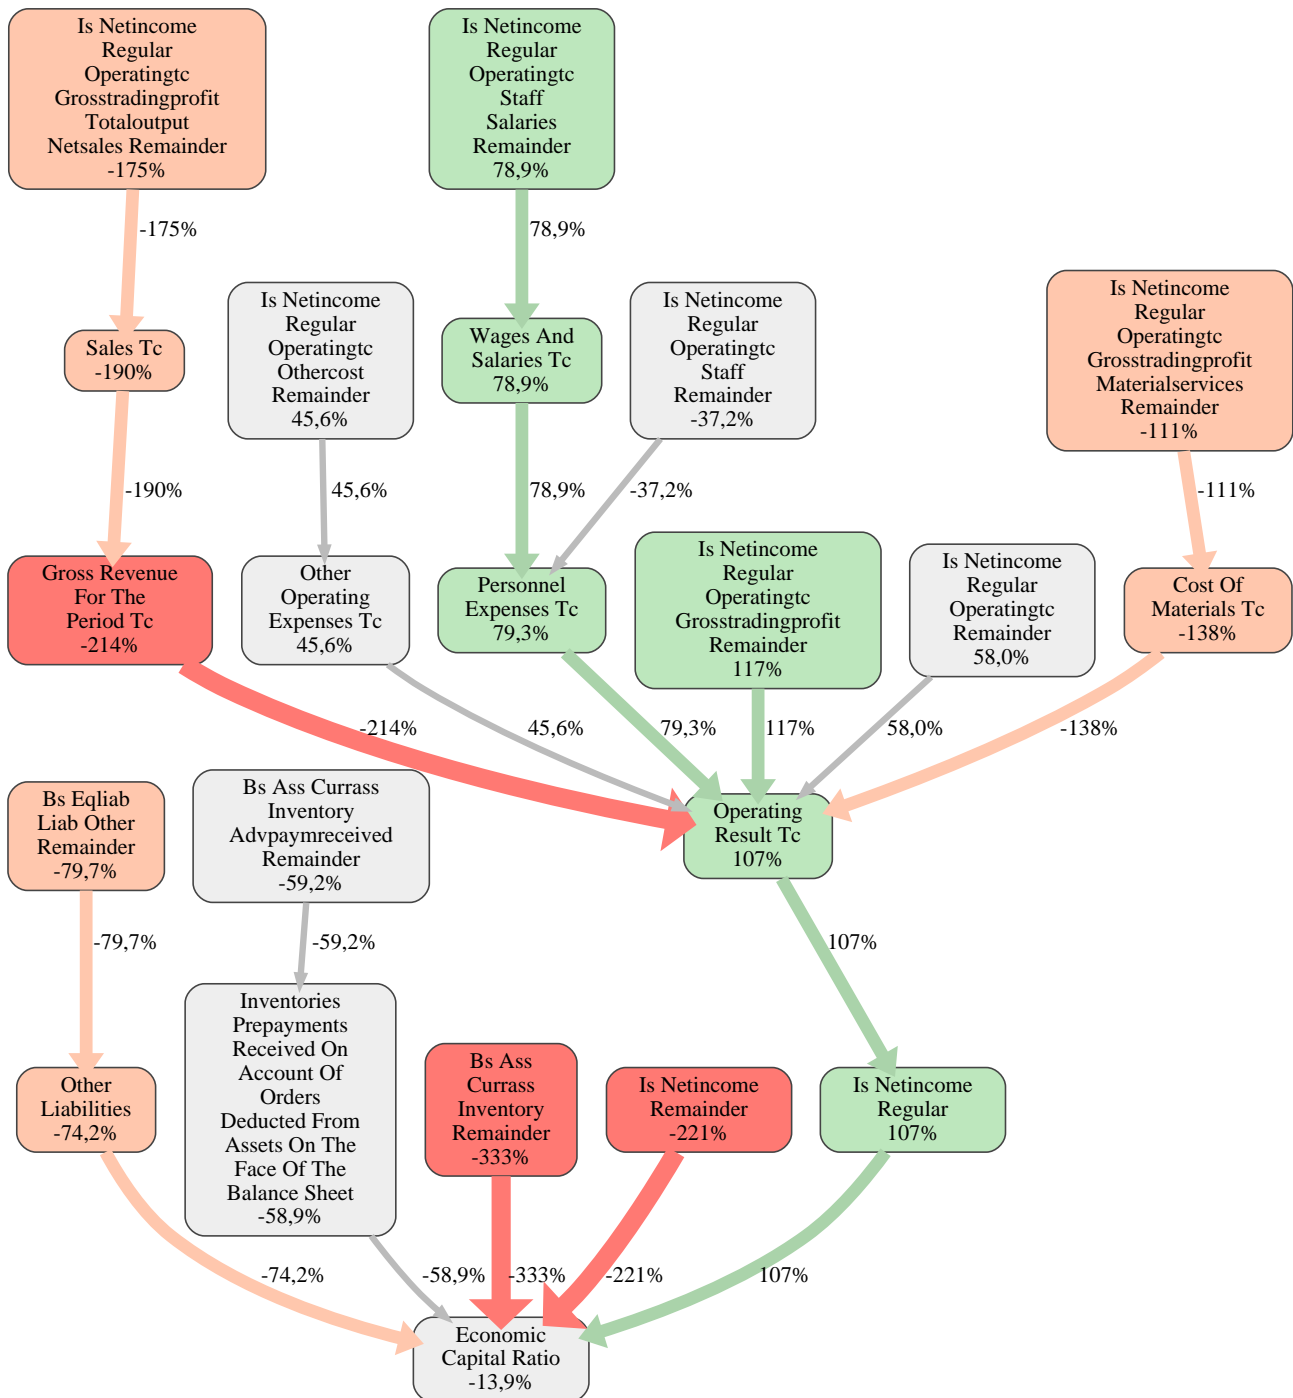 Is Netincome
Regular
Operatingtc
Grosstradingprofit
Totaloutput
Netsales Remainder
-175%
Is Netincome
Regular
Operatingtc
Staff
Salaries
Remainder
78,9%
-175%
78,9%
Is Netincome
Regular
Operatingtc
Grosstradingprofit
Materialservices
Remainder
-111%
Is Netincome
Regular
Operatingtc
Othercost
Remainder
45,6%
Is Netincome
Regular
Operatingtc
Staff
Remainder
-37,2%
Sales Tc
-190%
Wages And
Salaries Tc
78,9%
-190%
45,6%
78,9%
-37,2%
-111%
Gross Revenue
For The
Period Tc
-214%
Other
Operating
Expenses Tc
45,6%
Personnel
Expenses Tc
79,3%
Is Netincome
Regular
Operatingtc
Grosstradingprofit
Remainder
117%
Is Netincome
Regular
Operatingtc
Remainder
58,0%
Cost Of
Materials Tc
-138%
-214%
45,6%
79,3%
117%
58,0%
-138%
Bs Eqliab
Liab Other
Remainder
-79,7%
Bs Ass Currass
Inventory
Advpaymreceived
Remainder
-59,2%
Operating
Result Tc
107%
-79,7%
-59,2%
107%
Other
Liabilities
-74,2%
Inventories
Prepayments
Received On
Account Of
Orders
Deducted From
Assets On The
Face Of The
Balance Sheet
-58,9%
Bs Ass
Currass
Inventory
Remainder
-333%
Is Netincome
Remainder
-221%
Is Netincome
Regular
107%
-74,2%
-58,9%
-333%
-221%
107%
Economic
Capital Ratio
-13,9%